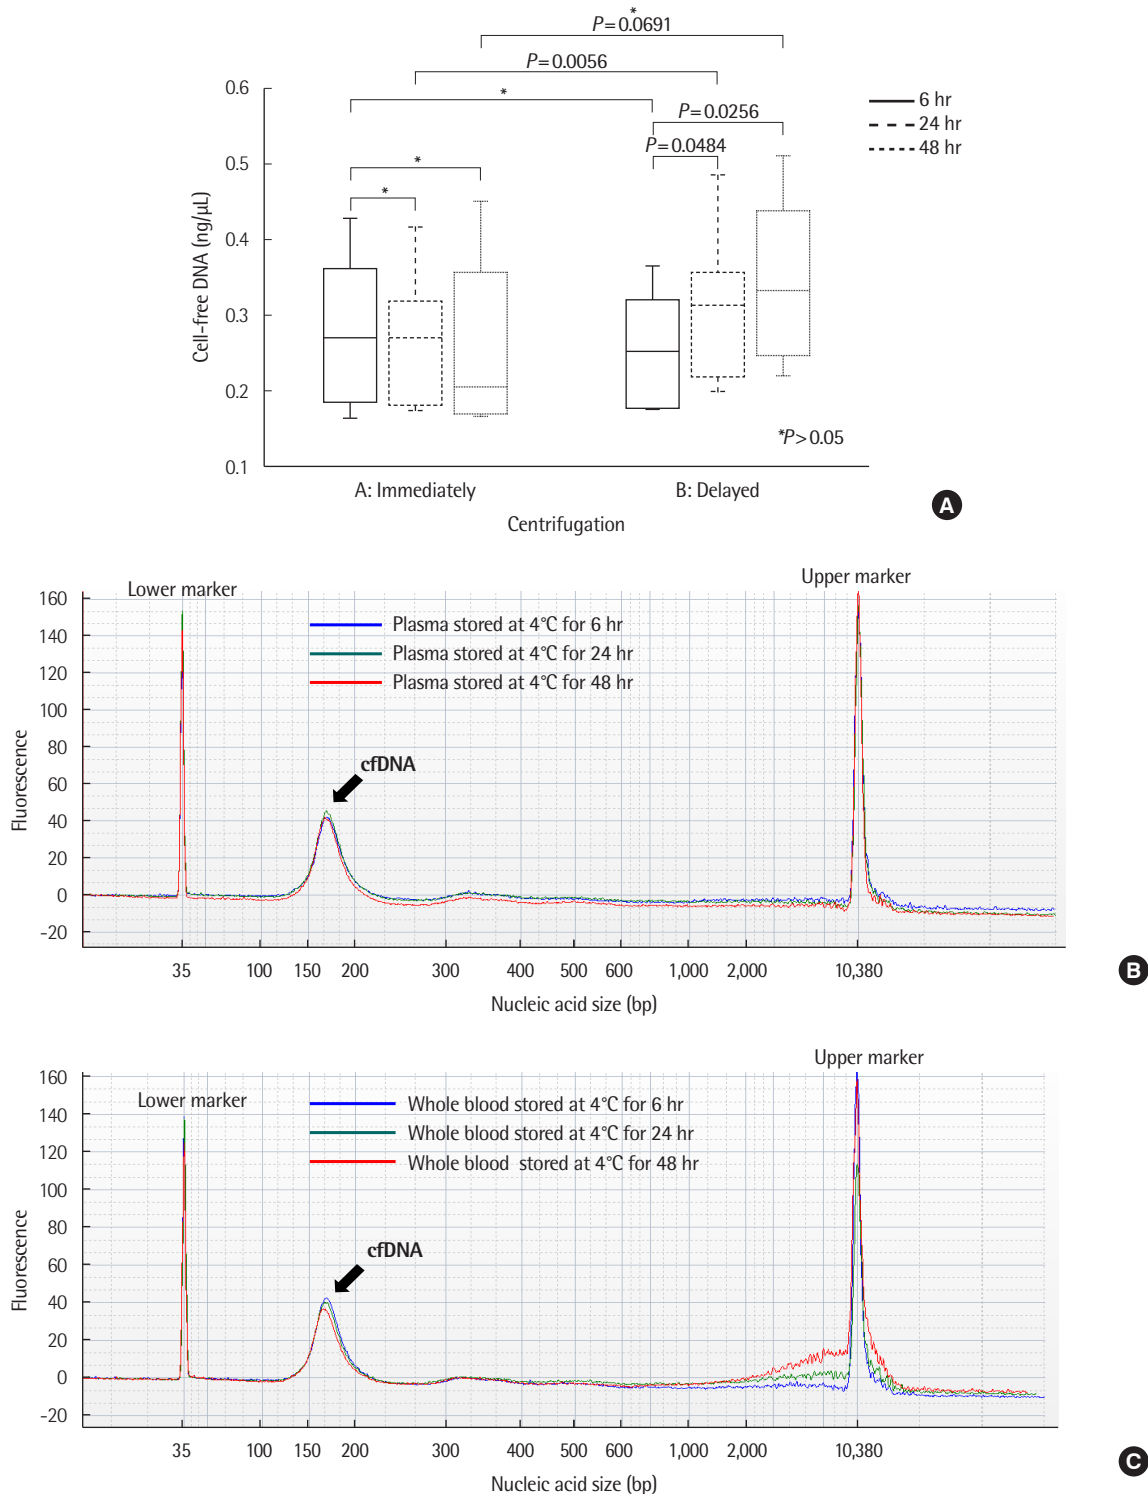 *
P=0.0691
P=0.0056
*
P=0.0256
P=0.0484
*
*
6 hr
24 hr
48 hr
0.6
0.5
0.4
0.3
0.2
0.1
Cell-free DNA (ng/µL)
*P>0.05
A: Immediately
B: Delayed
Centrifugation
A
Lower marker
Upper marker
Plasma stored at 4°C for 6 hr
Plasma stored at 4°C for 24 hr
Plasma stored at 4°C for 48 hr
cfDNA
160
140
120
100
80
60
40
20
0
-20
Fluorescence
35 100 150 200 300 400 500 600 1,000 2,000 10,380
Nucleic acid size (bp)
B
Upper marker
Lower marker
Whole blood stored at 4°C for 6 hr
Whole blood stored at 4°C for 24 hr
Whole blood stored at 4°C for 48 hr
cfDNA
160
140
120
100
80
60
40
20
0
-20
Fluorescence
35 100 150 200 300 400 500 600 1,000 2,000 10,380
Nucleic acid size (bp)
C